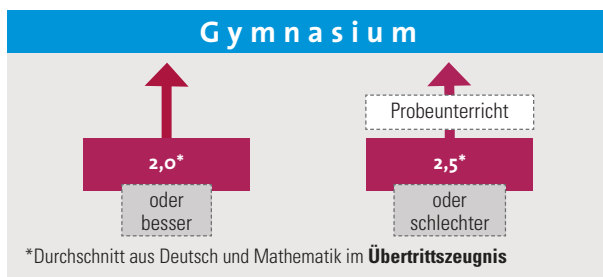 Gymnasium
Probeunterricht
2,0*
2,5*
oder
besser
oder
schlechter
*Durchschnitt aus Deutsch und Mathematik im Übertrittszeugnis